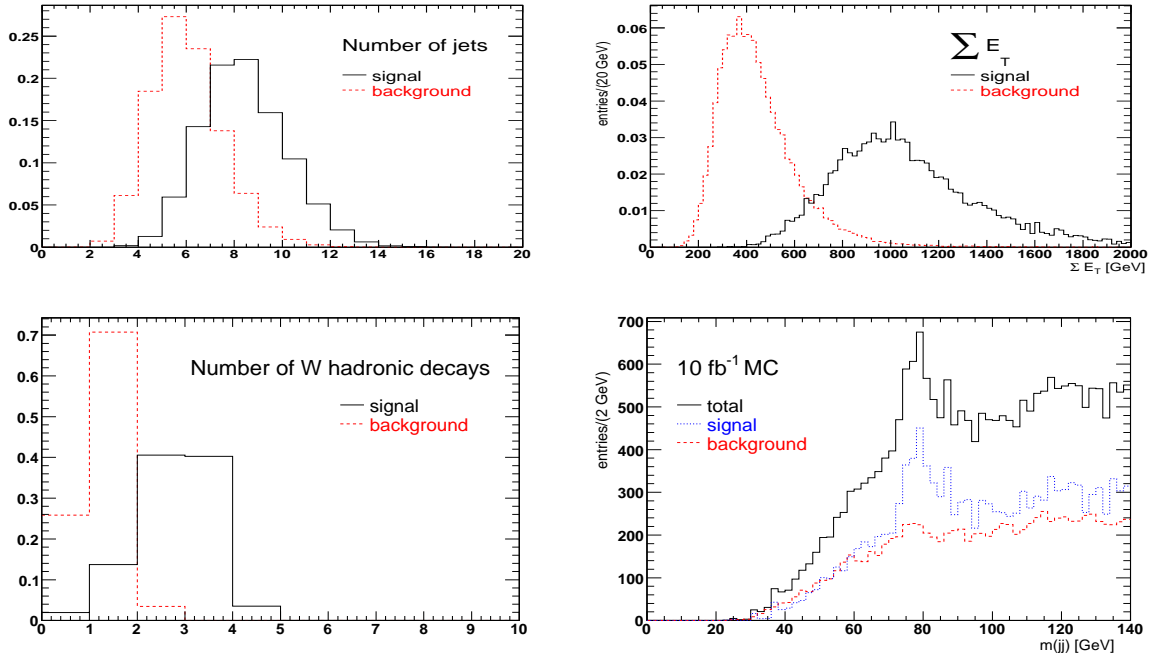 0.25
0.2
0.15
0.1
0.05
0
0 2 4 6 8 10 12 14 16 18 20
Number of jets
signal
background
0.06
0.05
0.04
0.03
0.02
0.01
0
0 200 400 600 800 1000 1200 1400 1600 1800 2000
entries/(20 GeV)
Σ E_T [GeV]
∑ E_T
signal
background
0.7
0.6
0.5
0.4
0.3
0.2
0.1
0
0 1 2 3 4 5 6 7 8 9 10
Number of W hadronic decays
signal
background
700
600
500
400
300
200
100
0
0 20 40 60 80 100 120 140
entries/(2 GeV)
m(jj) [GeV]
10 fb⁻¹ MC
total
signal
background